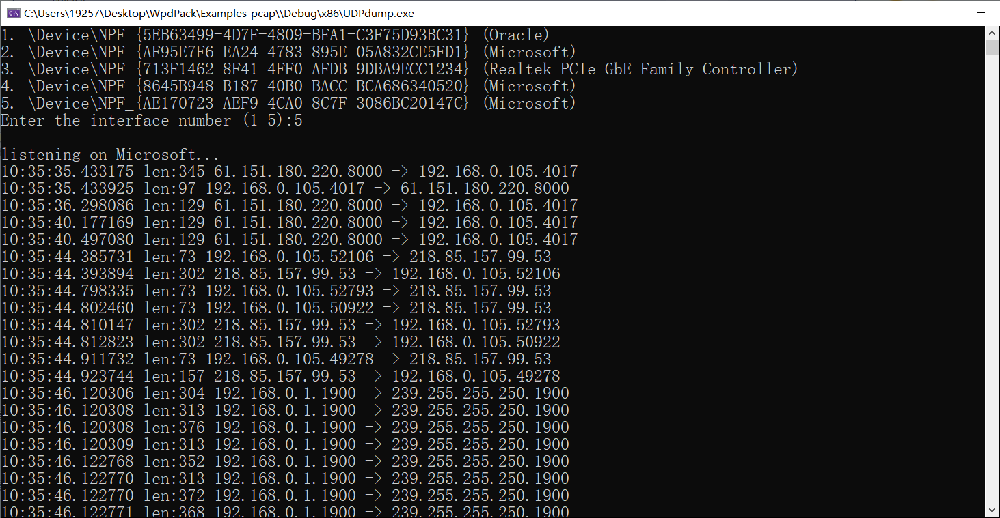 C:\Users\19257\Desktop\WpdPack\Examples-pcap\\Debug\x86\UDPdump.exe
1. \Device\NPF_{5EB63499-4D7F-4809-BFA1-C3F75D93BC31} (Oracle)
2. \Device\NPF_{AF95E7F6-EA24-4783-895E-05A832CE5FD1} (Microsoft)
3. \Device\NPF_{713F1462-8F41-4FF0-AFDB-9DBA9ECC1234} (Realtek PCIe GbE Family Controller)
4. \Device\NPF_{8645B948-B187-40B0-BACC-BCA686340520} (Microsoft)
5. \Device\NPF_{AE170723-AEF9-4CA0-8C7F-3086BC20147C} (Microsoft)
Enter the interface number (1-5):5
listening on Microsoft...
10:35:35.433175 len:345 61.151.180.220.8000 -> 192.168.0.105.4017
10:35:35.433925 len:97 192.168.0.105.4017 -> 61.151.180.220.8000
10:35:36.298086 len:129 61.151.180.220.8000 -> 192.168.0.105.4017
10:35:40.177169 len:129 61.151.180.220.8000 -> 192.168.0.105.4017
10:35:40.497080 len:129 61.151.180.220.8000 -> 192.168.0.105.4017
10:35:44.385731 len:73 192.168.0.105.52106 -> 218.85.157.99.53
10:35:44.393894 len:302 218.85.157.99.53 -> 192.168.0.105.52106
10:35:44.798335 len:73 192.168.0.105.52793 -> 218.85.157.99.53
10:35:44.802460 len:73 192.168.0.105.50922 -> 218.85.157.99.53
10:35:44.810147 len:302 218.85.157.99.53 -> 192.168.0.105.52793
10:35:44.812823 len:302 218.85.157.99.53 -> 192.168.0.105.50922
10:35:44.911732 len:73 192.168.0.105.49278 -> 218.85.157.99.53
10:35:44.923744 len:157 218.85.157.99.53 -> 192.168.0.105.49278
10:35:46.120306 len:304 192.168.0.1.1900 -> 239.255.255.250.1900
10:35:46.120308 len:313 192.168.0.1.1900 -> 239.255.255.250.1900
10:35:46.120308 len:376 192.168.0.1.1900 -> 239.255.255.250.1900
10:35:46.120309 len:313 192.168.0.1.1900 -> 239.255.255.250.1900
10:35:46.122768 len:352 192.168.0.1.1900 -> 239.255.255.250.1900
10:35:46.122770 len:313 192.168.0.1.1900 -> 239.255.255.250.1900
10:35:46.122770 len:372 192.168.0.1.1900 -> 239.255.255.250.1900
10:35:46.122771 len:368 192.168.0.1.1900 -> 239.255.255.250.1900